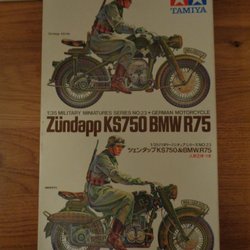 TAMIYA
1:35 MILITARY MINIATURES SERIES NO.23 • GERMAN MOTORCYCLE
Zündapp KS750 BMW R75
ツェンダップKS750&BMW R75